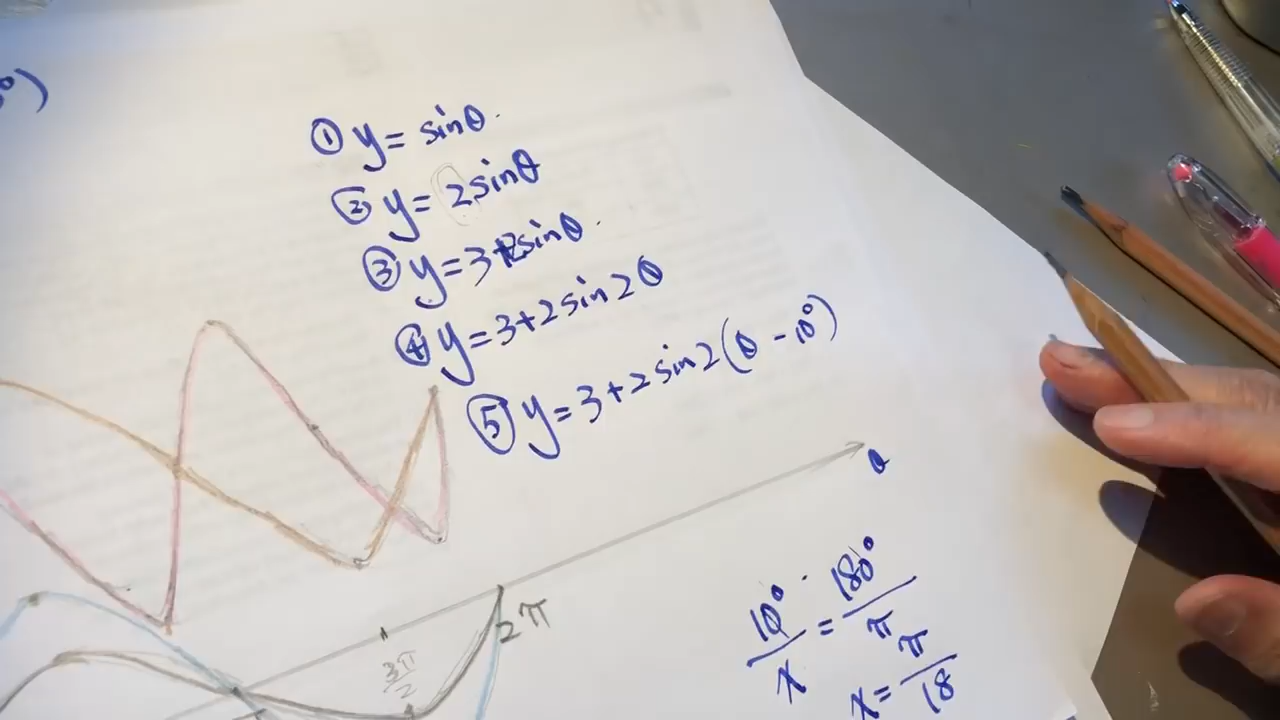 °)
① y = sinθ.
② y = 2sinθ
③ y = 3+2sinθ.
④ y = 3+2sin2θ
⑤ y = 3+2sin2(θ-10°)
θ
2π
3π/2
10°/x = 180°/π
x = π/18